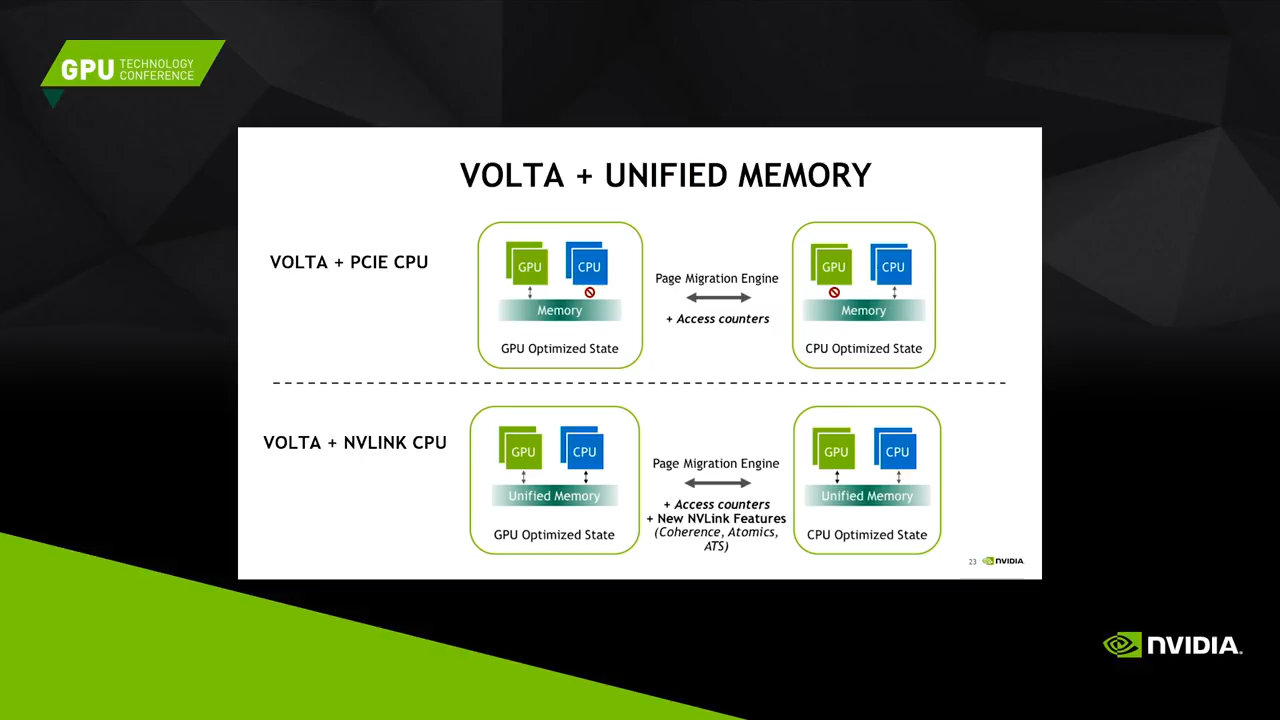 GPU TECHNOLOGY
CONFERENCE
VOLTA + UNIFIED MEMORY
VOLTA + PCIE CPU
GPU
CPU
Memory
GPU Optimized State
Page Migration Engine
+ Access counters
GPU
CPU
Memory
CPU Optimized State
VOLTA + NVLINK CPU
GPU
CPU
Unified Memory
GPU Optimized State
Page Migration Engine
+ Access counters
+ New NVLink Features
(Coherence, Atomics,
ATS)
GPU
CPU
Unified Memory
CPU Optimized State
23 NVIDIA
NVIDIA.